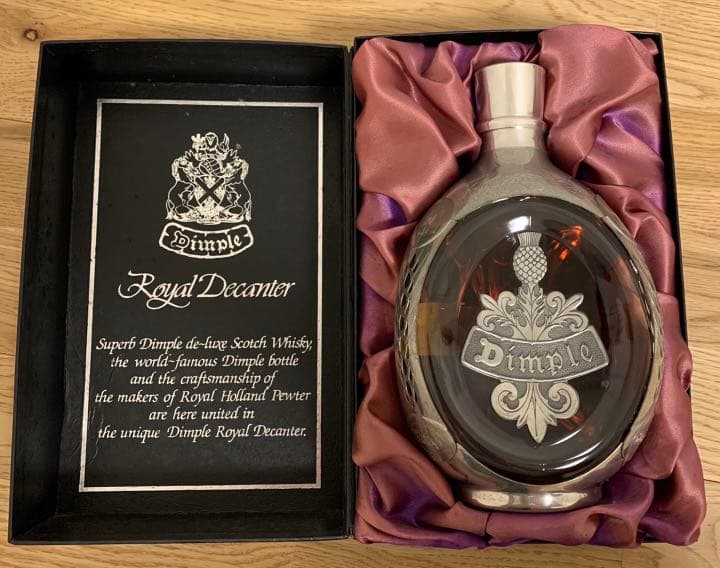 Dimple
Royal Decanter
Superb Dimple de-luxe Scotch Whisky,
the world-famous Dimple bottle
and the craftsmanship of
the makers of Royal Holland Pewter
are here united in
the unique Dimple Royal Decanter.
Dimple